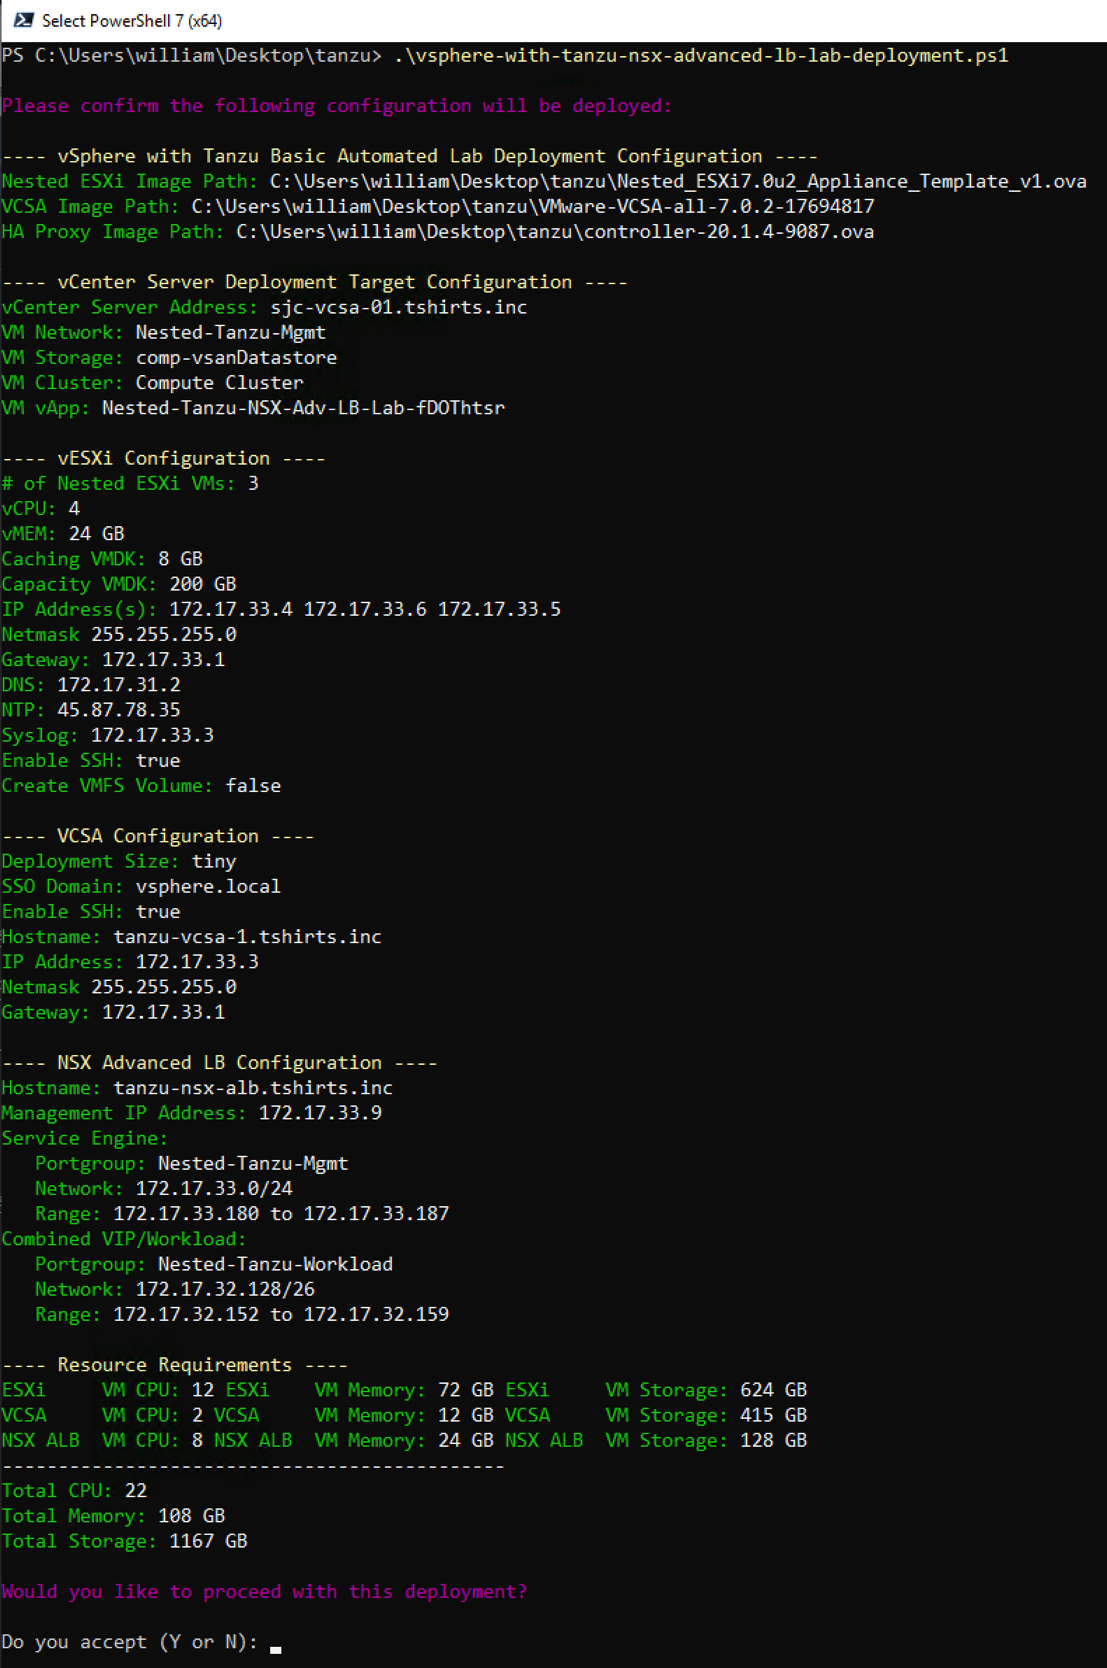 Select PowerShell 7 (x64)
PS C:\Users\william\Desktop\tanzu> .\vsphere-with-tanzu-nsx-advanced-lb-lab-deployment.ps1
Please confirm the following configuration will be deployed:
---- vSphere with Tanzu Basic Automated Lab Deployment Configuration ----
Nested ESXi Image Path: C:\Users\william\Desktop\tanzu\Nested_ESXi7.0u2_Appliance_Template_v1.ova
VCSA Image Path: C:\Users\william\Desktop\tanzu\VMware-VCSA-all-7.0.2-17694817
HA Proxy Image Path: C:\Users\william\Desktop\tanzu\controller-20.1.4-9087.ova
---- vCenter Server Deployment Target Configuration ----
vCenter Server Address: sjc-vcsa-01.tshirts.inc
VM Network: Nested-Tanzu-Mgmt
VM Storage: comp-vsanDatastore
VM Cluster: Compute Cluster
VM vApp: Nested-Tanzu-NSX-Adv-LB-Lab-fDOThtsr
---- vESXi Configuration ----
# of Nested ESXi VMs: 3
vCPU: 4
vMEM: 24 GB
Caching VMDK: 8 GB
Capacity VMDK: 200 GB
IP Address(s): 172.17.33.4 172.17.33.6 172.17.33.5
Netmask 255.255.255.0
Gateway: 172.17.33.1
DNS: 172.17.31.2
NTP: 45.87.78.35
Syslog: 172.17.33.3
Enable SSH: true
Create VMFS Volume: false
---- VCSA Configuration ----
Deployment Size: tiny
SSO Domain: vsphere.local
Enable SSH: true
Hostname: tanzu-vcsa-1.tshirts.inc
IP Address: 172.17.33.3
Netmask 255.255.255.0
Gateway: 172.17.33.1
---- NSX Advanced LB Configuration ----
Hostname: tanzu-nsx-alb.tshirts.inc
Management IP Address: 172.17.33.9
Service Engine:
   Portgroup: Nested-Tanzu-Mgmt
   Network: 172.17.33.0/24
   Range: 172.17.33.180 to 172.17.33.187
Combined VIP/Workload:
   Portgroup: Nested-Tanzu-Workload
   Network: 172.17.32.128/26
   Range: 172.17.32.152 to 172.17.32.159
---- Resource Requirements ----
ESXi     VM CPU: 12 ESXi    VM Memory: 72 GB ESXi     VM Storage: 624 GB
VCSA     VM CPU: 2 VCSA     VM Memory: 12 GB VCSA     VM Storage: 415 GB
NSX ALB  VM CPU: 8 NSX ALB  VM Memory: 24 GB NSX ALB  VM Storage: 128 GB
---------------------------------------------
Total CPU: 22
Total Memory: 108 GB
Total Storage: 1167 GB
Would you like to proceed with this deployment?
Do you accept (Y or N):